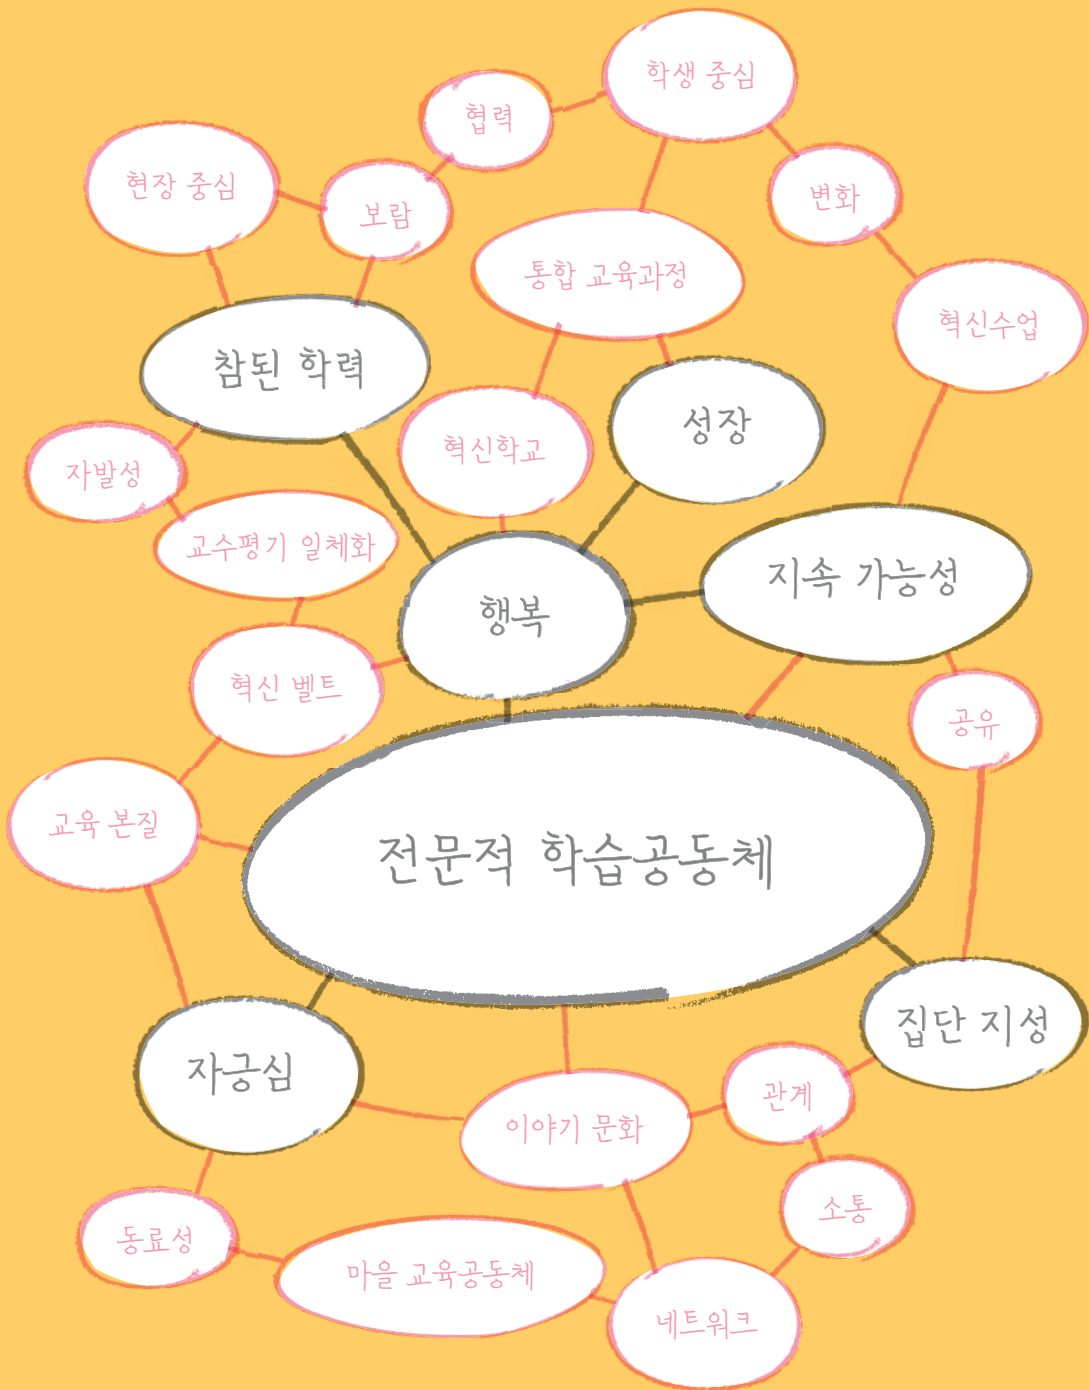 학생 중심
협력
현장 중심
보람
변화
통합 교육과정
혁신수업
참된 학력
성장
혁신학교
자발성
교수평기 일체화
지속 가능성
행복
혁신 벨트
공유
교육 본질
전문적 학습공동체
집단 지성
자긍심
관계
이야기 문화
소통
동료성
마을 교육공동체
네트워크